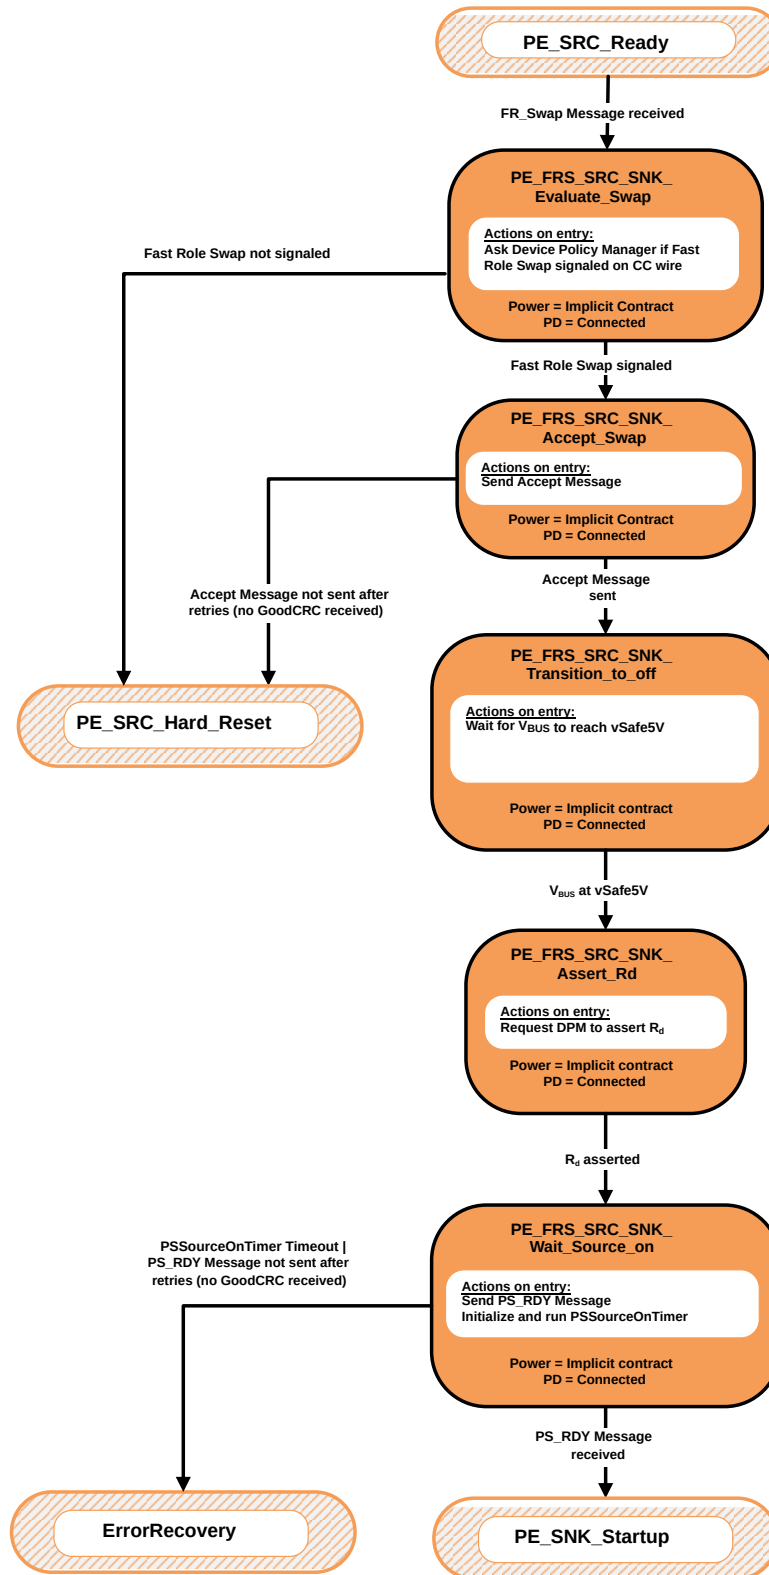 PE_SRC_Ready
FR_Swap Message received
PE_FRS_SRC_SNK_
Evaluate_Swap
Actions on entry:
Ask Device Policy Manager if Fast
Role Swap signaled on CC wire
Power = Implicit Contract
PD = Connected
Fast Role Swap not signaled
Fast Role Swap signaled
PE_FRS_SRC_SNK_
Accept_Swap
Actions on entry:
Send Accept Message
Power = Implicit Contract
PD = Connected
Accept Message not sent after
retries (no GoodCRC received)
Accept Message
sent
PE_SRC_Hard_Reset
PE_FRS_SRC_SNK_
Transition_to_off
Actions on entry:
Wait for VBUS to reach vSafe5V
Power = Implicit contract
PD = Connected
VBUS at vSafe5V
PE_FRS_SRC_SNK_
Assert_Rd
Actions on entry:
Request DPM to assert Rd
Power = Implicit contract
PD = Connected
Rd asserted
PE_FRS_SRC_SNK_
Wait_Source_on
Actions on entry:
Send PS_RDY Message
Initialize and run PSSourceOnTimer
Power = Implicit contract
PD = Connected
PSSourceOnTimer Timeout |
PS_RDY Message not sent after
retries (no GoodCRC received)
PS_RDY Message
received
ErrorRecovery
PE_SNK_Startup